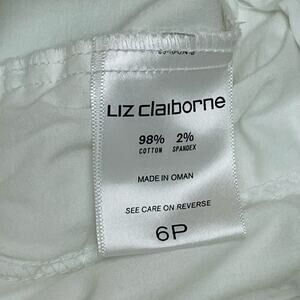 Liz claiborne
98% 2%
COTTON SPANDEX
MADE IN OMAN
SEE CARE ON REVERSE
6P